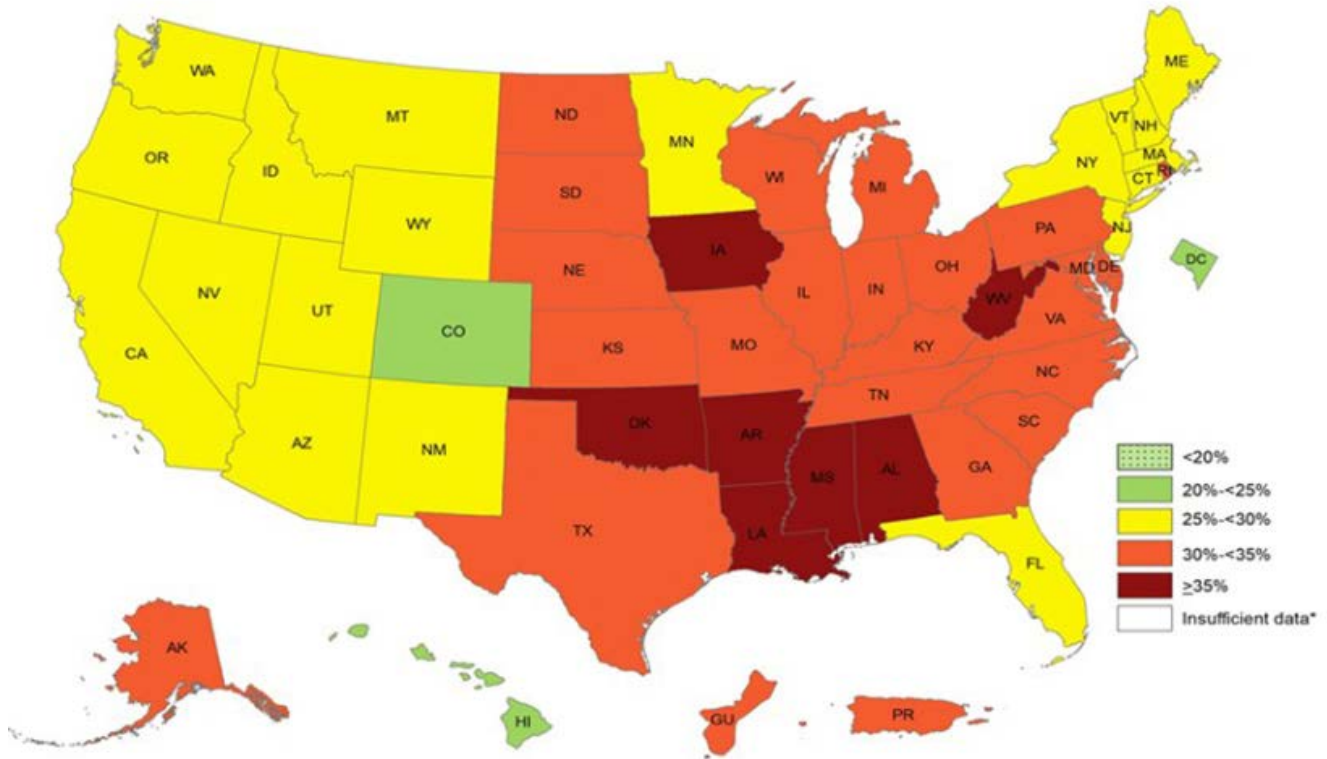 WA
MT
ND
MN
ME
VT
NH
OR
ID
SD
WI
MI
NY
MA
RI
CT
WY
IA
NE
PA
NJ
NV
UT
CO
IL
IN
OH
MD
DE
DC
WV
CA
KS
MO
KY
VA
NC
TN
AZ
NM
OK
AR
SC
MS
AL
GA
TX
LA
FL
<20%
20%-<25%
25%-<30%
30%-<35%
≥35%
Insufficient data*
AK
HI
GU
PR